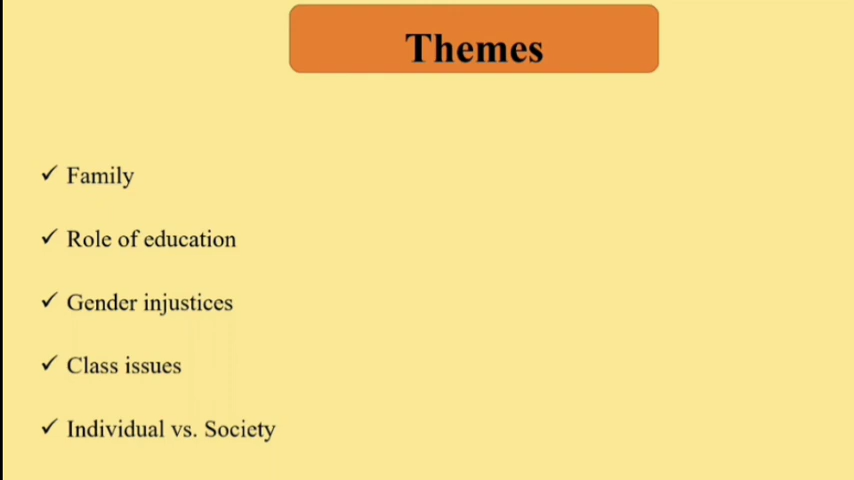 Themes
✓ Family
✓ Role of education
✓ Gender injustices
✓ Class issues
✓ Individual vs. Society